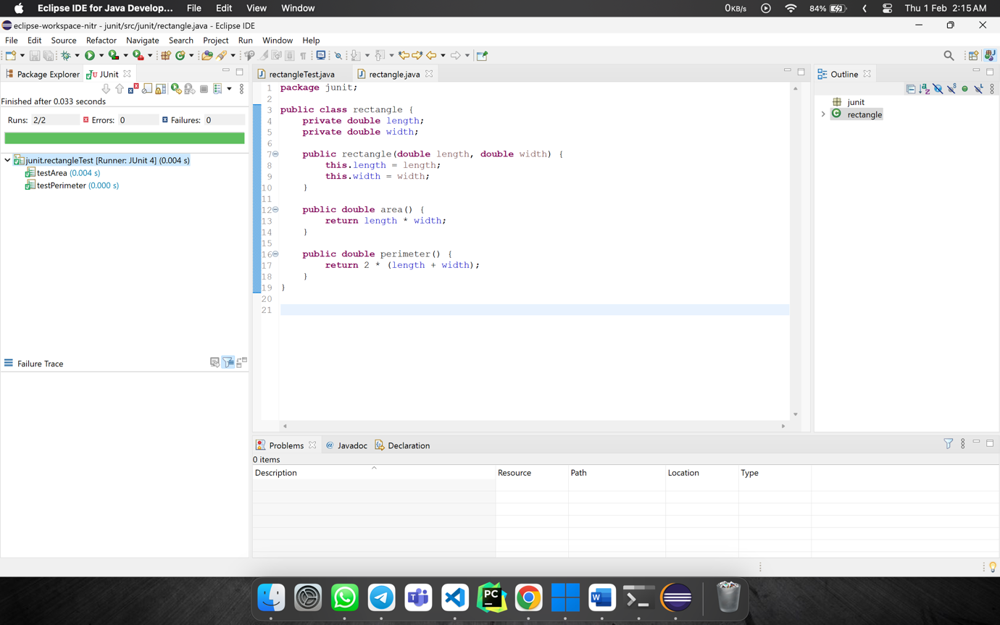 Eclipse IDE for Java Develop... File Edit View Window 0KB/s 84% Thu 1 Feb 2:15AM
eclipse-workspace-nitr - junit/src/junit/rectangle.java - Eclipse IDE
File Edit Source Refactor Navigate Search Project Run Window Help
Package Explorer JUnit
Finished after 0.033 seconds
Runs: 2/2 Errors: 0 Failures: 0
junit.rectangleTest [Runner: JUnit 4] (0.004 s)
testArea (0.004 s)
testPerimeter (0.000 s)
Failure Trace
rectangleTest.java rectangle.java
1 package junit;
2
3 public class rectangle {
4 private double length;
5 private double width;
6
7 public rectangle(double length, double width) {
8 this.length = length;
9 this.width = width;
10 }
11
12 public double area() {
13 return length * width;
14 }
15
16 public double perimeter() {
17 return 2 * (length + width);
18 }
19 }
20
21
Outline
junit
rectangle
Problems @ Javadoc Declaration
0 items
Description Resource Path Location Type
PC W